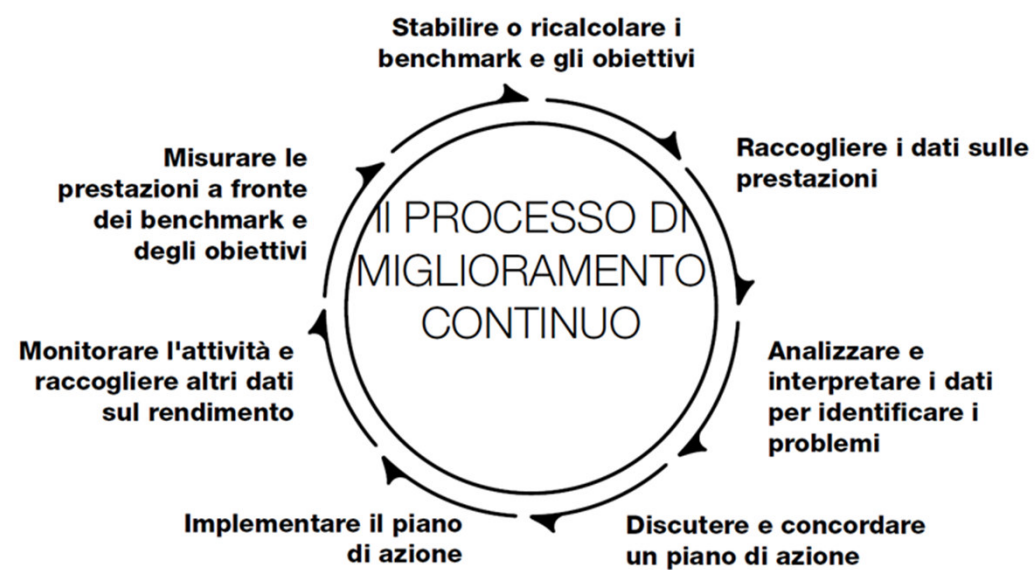 Stabilire o ricalcolare i
benchmark e gli obiettivi
Raccogliere i dati sulle
prestazioni
Analizzare e
interpretare i dati
per identificare i
problemi
Discutere e concordare
un piano di azione
Implementare il piano
di azione
Monitorare l'attività e
raccogliere altri dati
sul rendimento
Misurare le
prestazioni a fronte
dei benchmark e
degli obiettivi
Il PROCESSO DI
MIGLIORAMENTO
CONTINUO